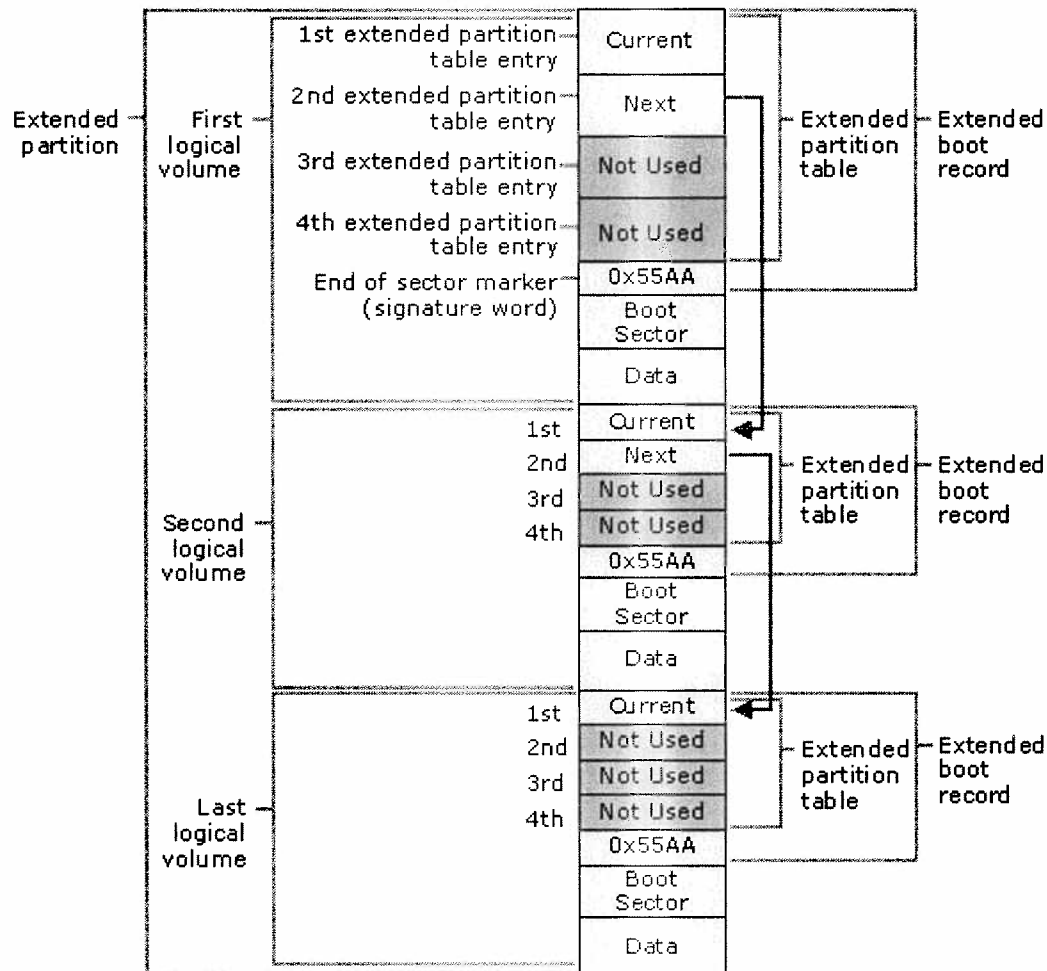 Extended
partition
First
logical
volume
1st extended partition
table entry
2nd extended partition
table entry
3rd extended partition
table entry
4th extended partition
table entry
End of sector marker
(signature word)
Current
Next
Not Used
Not Used
0x55AA
Boot
Sector
Data
Extended
partition
table
Extended
boot
record
Second
logical
volume
1st
2nd
3rd
4th
Current
Next
Not Used
Not Used
0x55AA
Boot
Sector
Data
Extended
partition
table
Extended
boot
record
Last
logical
volume
1st
2nd
3rd
4th
Current
Not Used
Not Used
Not Used
0x55AA
Boot
Sector
Data
Extended
partition
table
Extended
boot
record